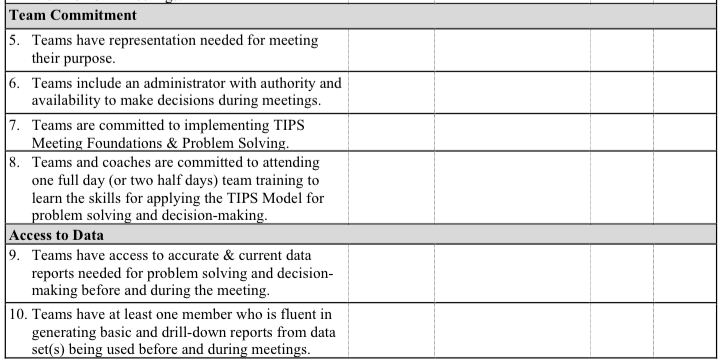 Team Commitment
5. Teams have representation needed for meeting
their purpose.
6. Teams include an administrator with authority and
availability to make decisions during meetings.
7. Teams are committed to implementing TIPS
Meeting Foundations & Problem Solving.
8. Teams and coaches are committed to attending
one full day (or two half days) team training to
learn the skills for applying the TIPS Model for
problem solving and decision-making.
Access to Data
9. Teams have access to accurate & current data
reports needed for problem solving and decision-
making before and during the meeting.
10. Teams have at least one member who is fluent in
generating basic and drill-down reports from data
set(s) being used before and during meetings.